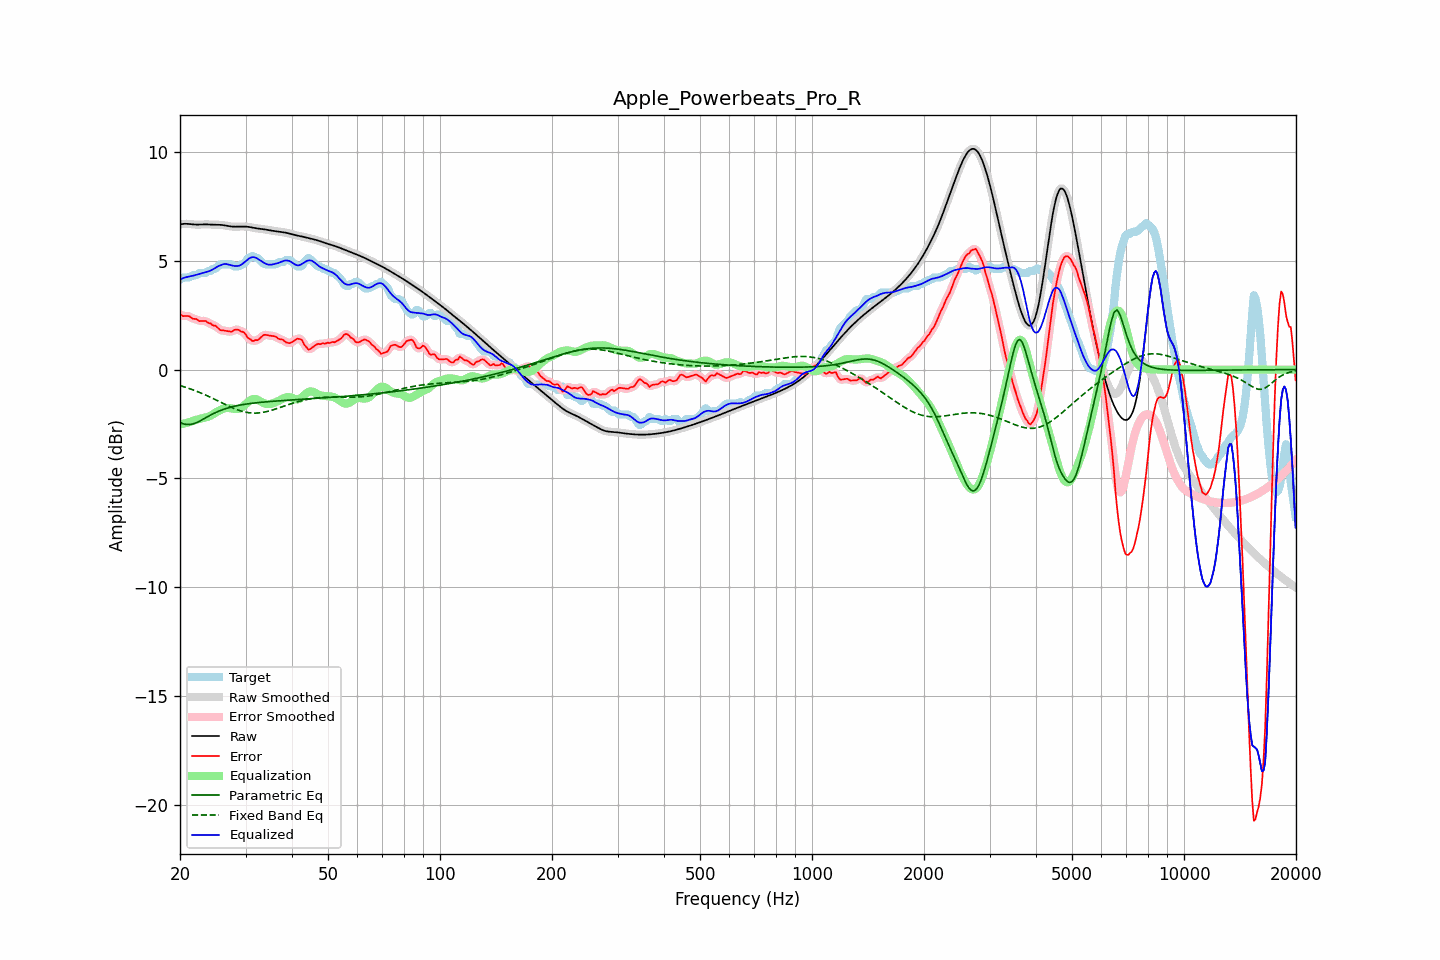 Apple_Powerbeats_Pro_R
Amplitude (dBr)
10
5
0
−5
−10
−15
−20
Target
Raw Smoothed
Error Smoothed
Raw
Error
Equalization
Parametric Eq
Fixed Band Eq
Equalized
20 50 100 200 500 1000 2000 5000 10000 20000
Frequency (Hz)